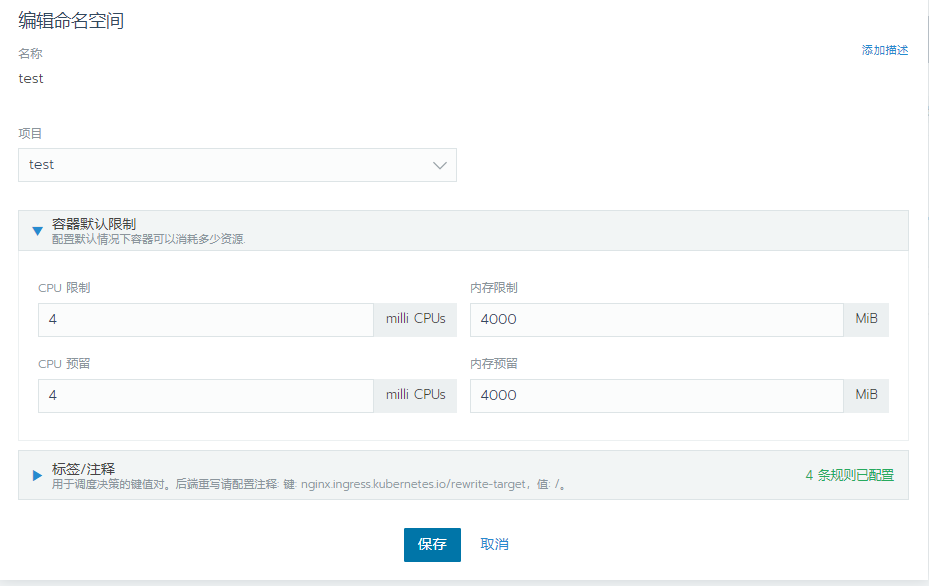 编辑命名空间
名称
添加描述
test
项目
test
容器默认限制
配置默认情况下容器可以消耗多少资源.
CPU 限制
内存限制
4 milli CPUs
4000 MiB
CPU 预留
内存预留
4 milli CPUs
4000 MiB
标签/注释
用于调度决策的键值对。后端重写请配置注释: 键: nginx.ingress.kubernetes.io/rewrite-target，值: /。
4 条规则已配置
保存
取消